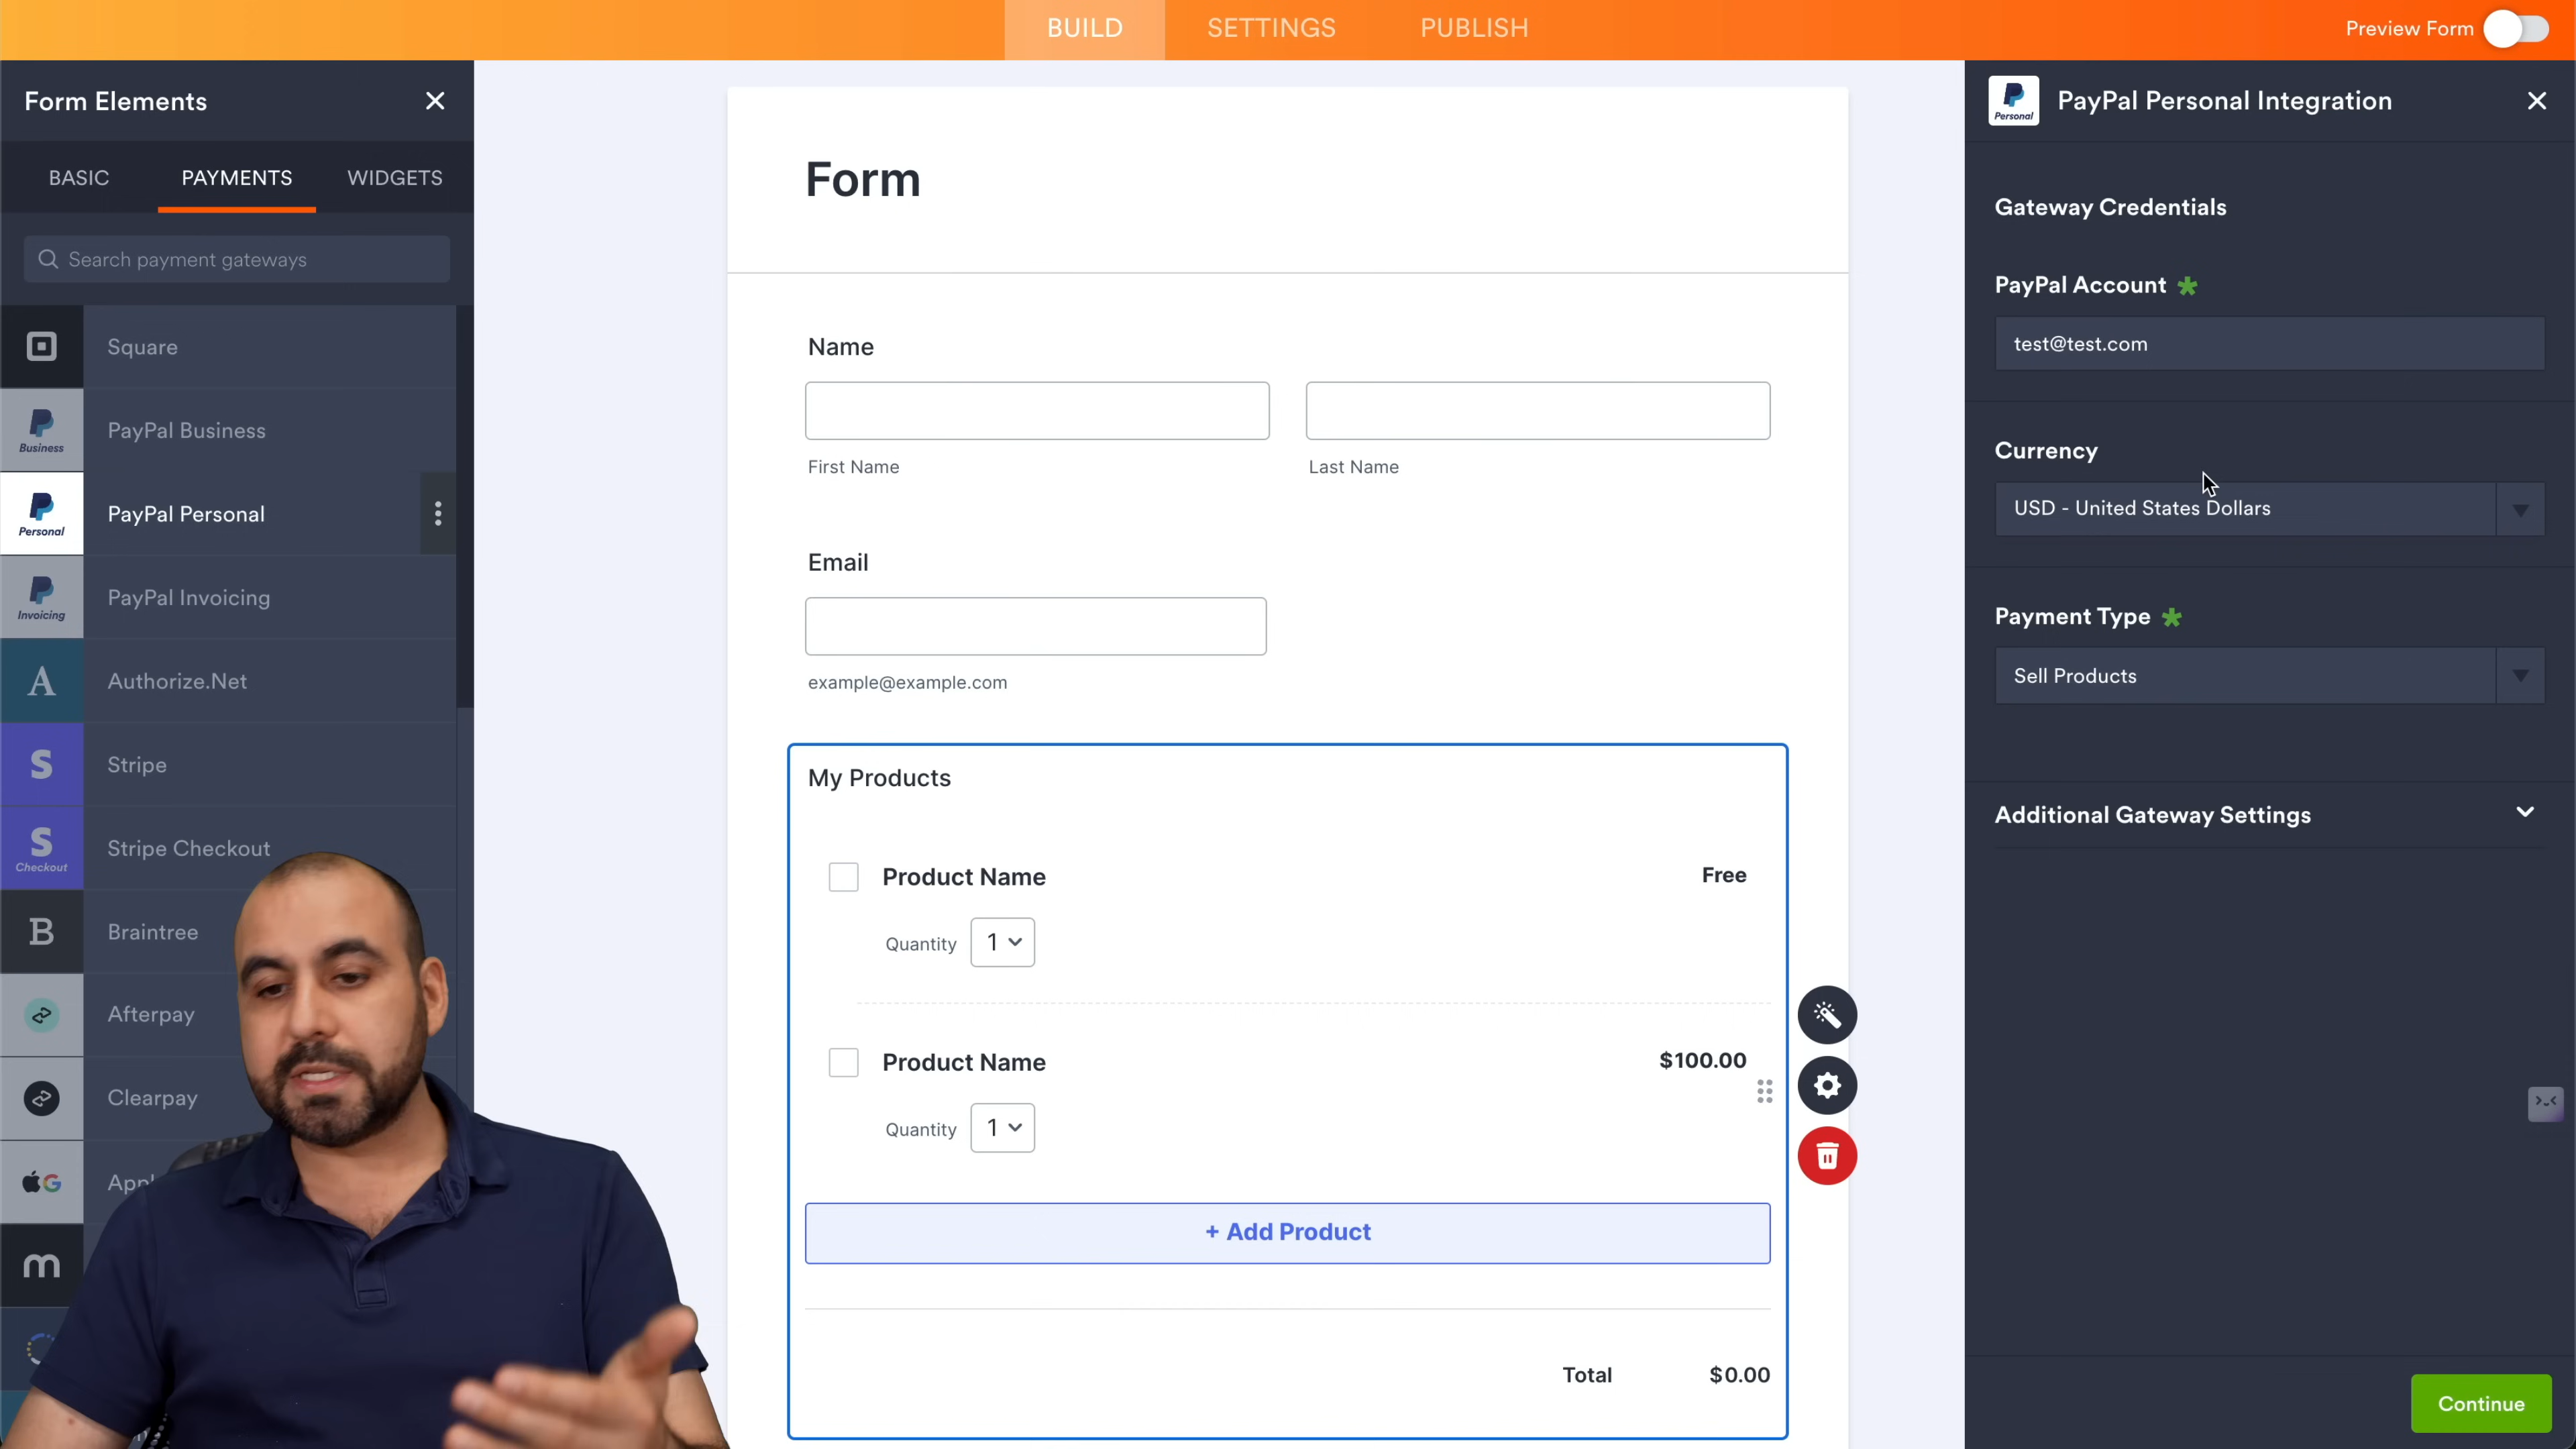 BUILD
SETTINGS
PUBLISH
Preview Form
Form Elements
BASIC
PAYMENTS
WIDGETS
Search payment gateways
Square
Business
PayPal Business
Personal
PayPal Personal
Invoicing
PayPal Invoicing
A
Authorize.Net
S
Stripe
S
Checkout
Stripe Checkout
B
Braintree
Afterpay
Clearpay
G
m
Form
Name
First Name
Last Name
Email
example@example.com
My Products
Product Name
Free
Quantity
1
Product Name
$100.00
Quantity
1
+ Add Product
Total
$0.00
Personal
PayPal Personal Integration
Gateway Credentials
PayPal Account *
test@test.com
Currency
USD - United States Dollars
Payment Type *
Sell Products
Additional Gateway Settings
Continue